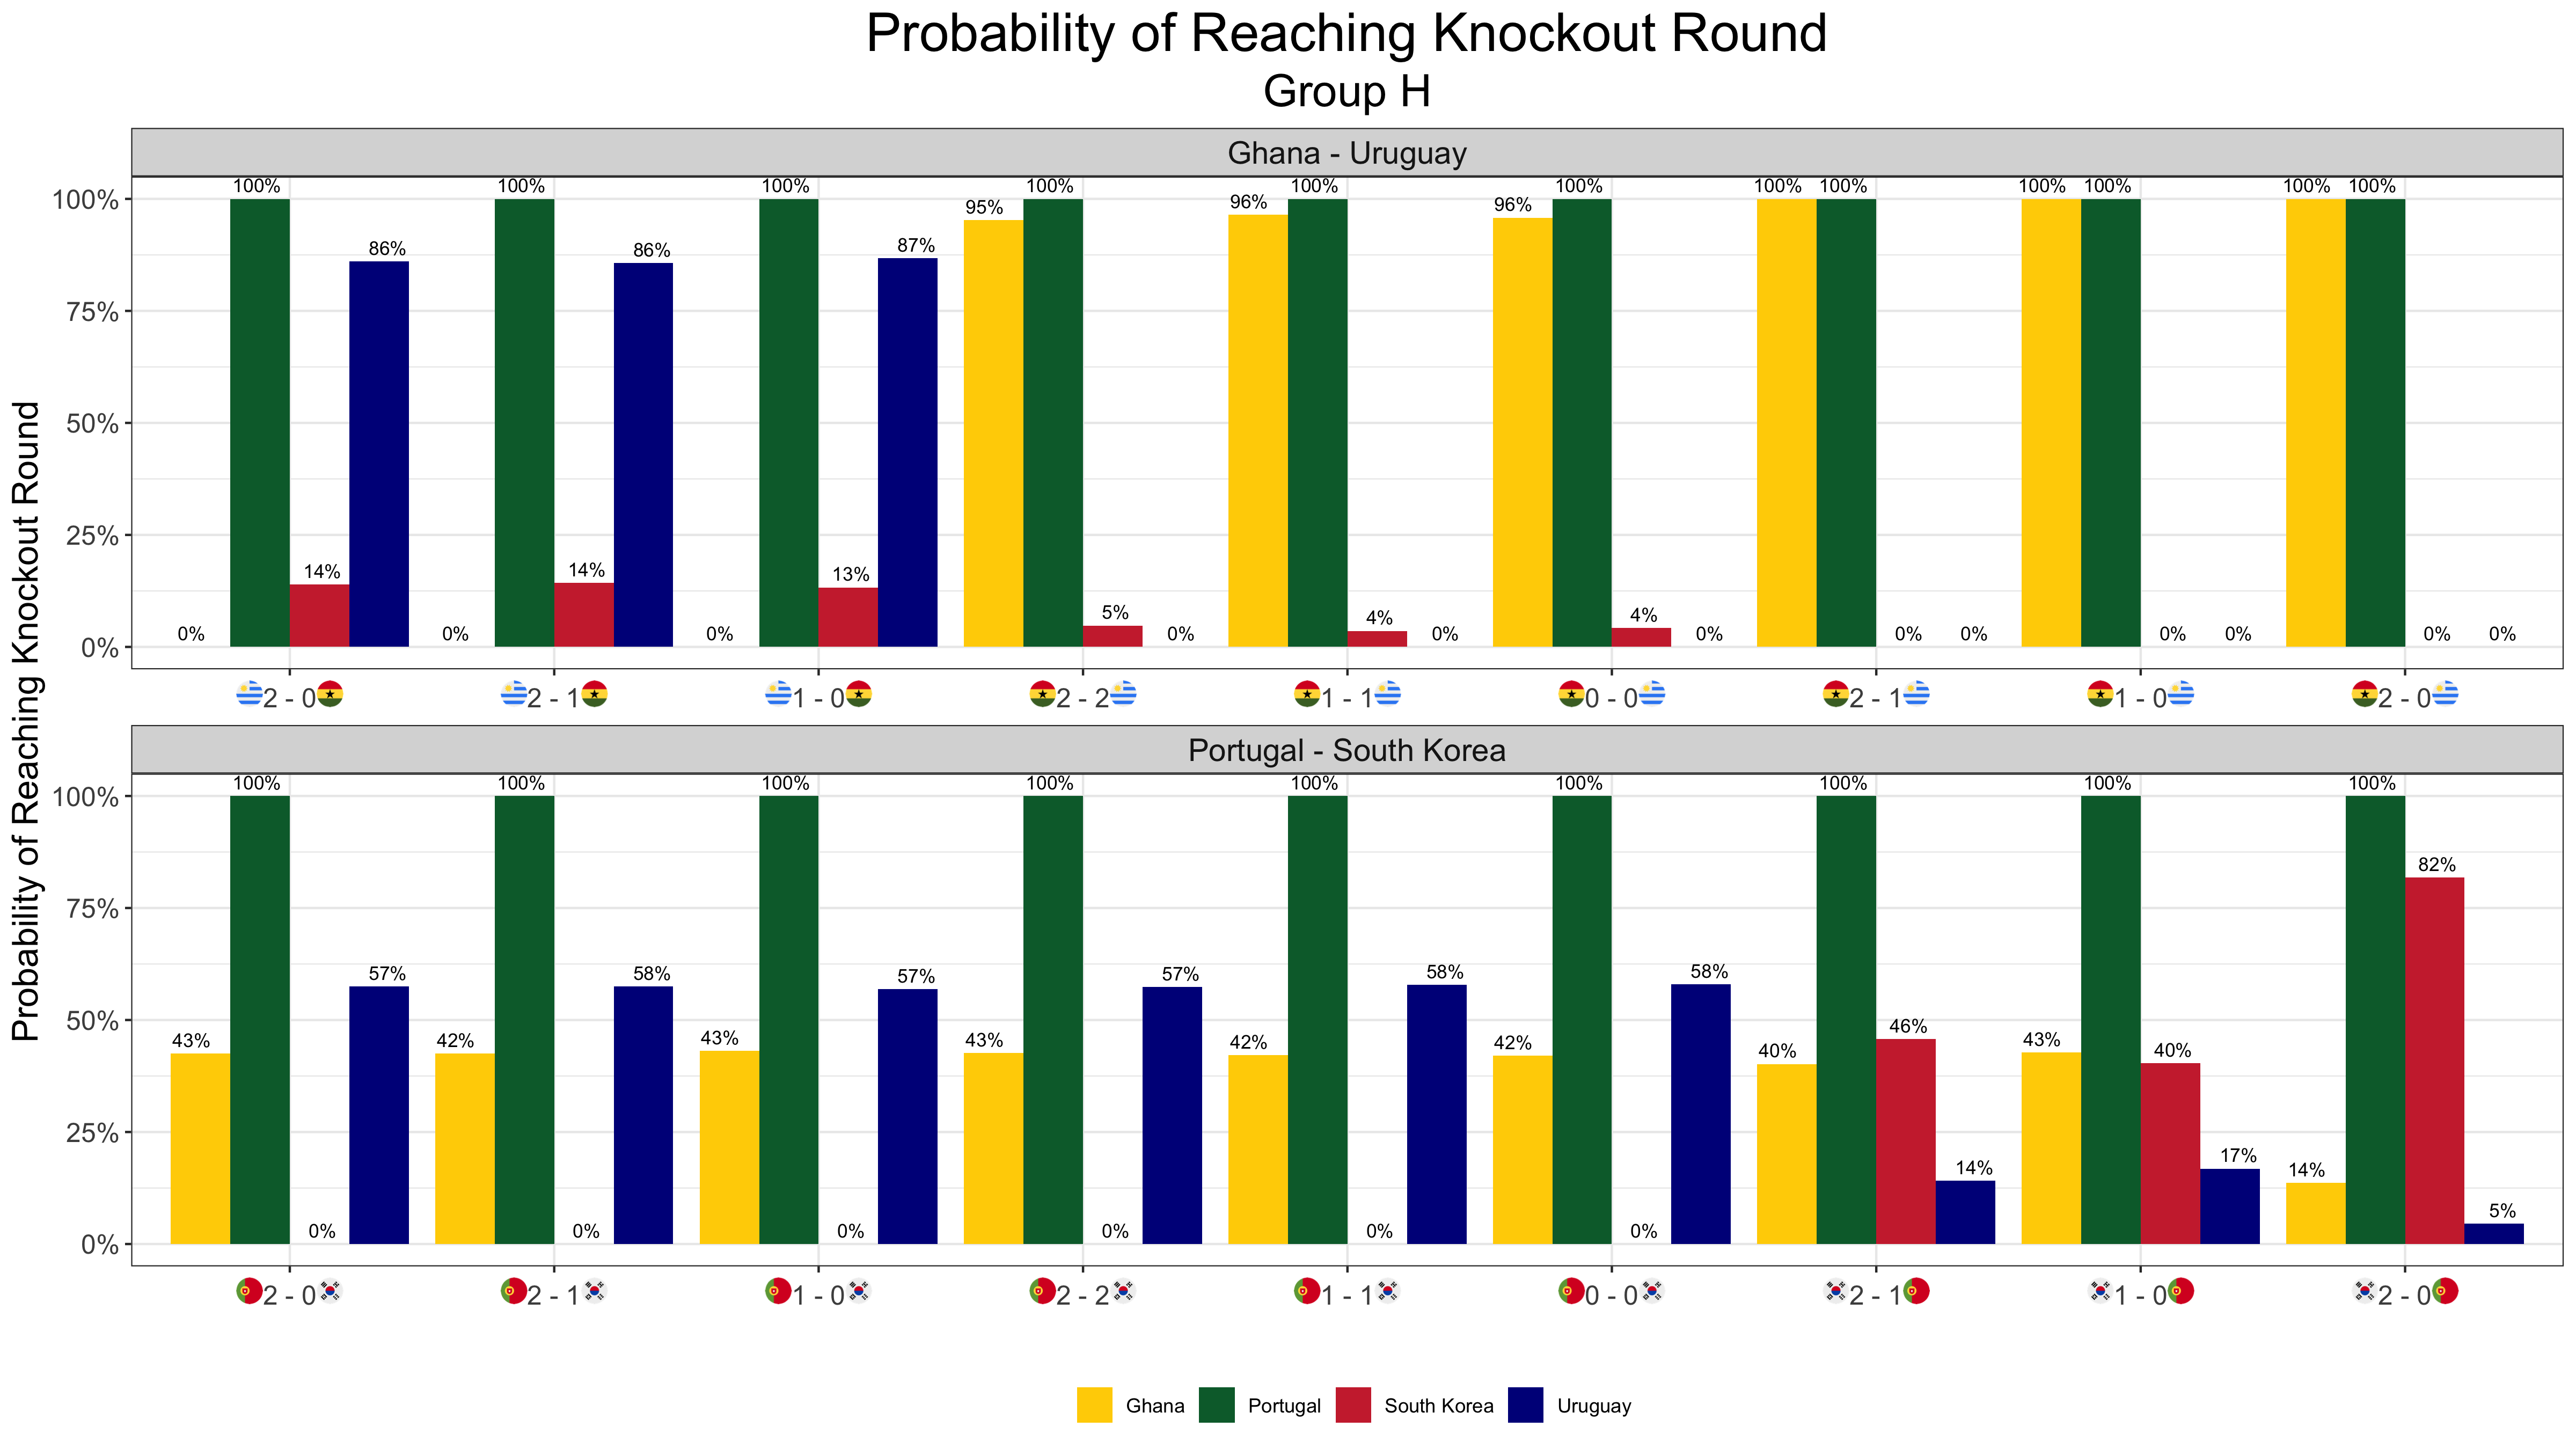 Probability of Reaching Knockout Round
Group H
Probability of Reaching Knockout Round
Ghana - Uruguay
100% 100% 100% 100% 100% 100% 100% 100% 100% 100% 100% 100%
95% 96% 96%
86% 86% 87%
14% 14% 13% 5% 4% 4%
0% 0% 0% 0% 0% 0% 0% 0% 0% 0% 0% 0%
100%
75%
50%
25%
0%
2 - 0 2 - 1 1 - 0 2 - 2 1 - 1 0 - 0 2 - 1 1 - 0 2 - 0
Portugal - South Korea
100% 100% 100% 100% 100% 100% 100% 100% 100%
82%
57% 58% 57% 57% 58% 58%
43% 42% 43% 43% 42% 42% 40% 46% 43% 40%
14% 17% 14% 5%
0% 0% 0% 0% 0% 0%
100%
75%
50%
25%
0%
2 - 0 2 - 1 1 - 0 2 - 2 1 - 1 0 - 0 2 - 1 1 - 0 2 - 0
Ghana Portugal South Korea Uruguay